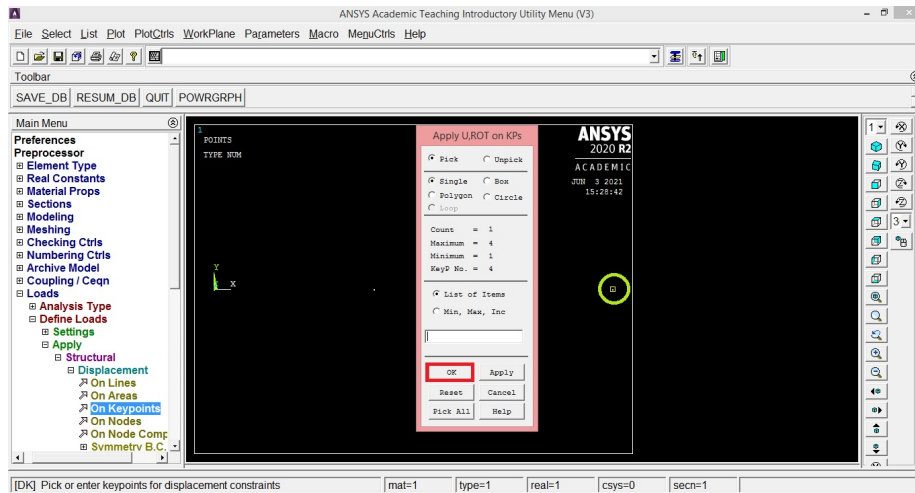 ANSYS Academic Teaching Introductory Utility Menu (V3)
File Select List Plot PlotCtrls WorkPlane Parameters Macro MenuCtrls Help
Toolbar
SAVE_DB RESUM_DB QUIT POWRGRPH
Main Menu
Preferences
Preprocessor
Element Type
Real Constants
Material Props
Sections
Modeling
Meshing
Checking Ctrls
Numbering Ctrls
Archive Model
Coupling / Ceqn
Loads
Analysis Type
Define Loads
Settings
Apply
Structural
Displacement
On Lines
On Areas
On Keypoints
On Nodes
On Node Comp
Symmetry B.C.
1
POINTS
TYPE NUM
Y
X
Apply U,ROT on KPs
Pick Unpick
Single Box
Polygon Circle
Loop
Count = 1
Maximum = 4
Minimum = 1
KeyP No. = 4
List of Items
Min, Max, Inc
OK Apply
Reset Cancel
Pick All Help
ANSYS
2020 R2
ACADEMIC
JUN 3 2021
15:28:42
1
3
[DK] Pick or enter keypoints for displacement constraints mat=1 type=1 real=1 csys=0 secn=1